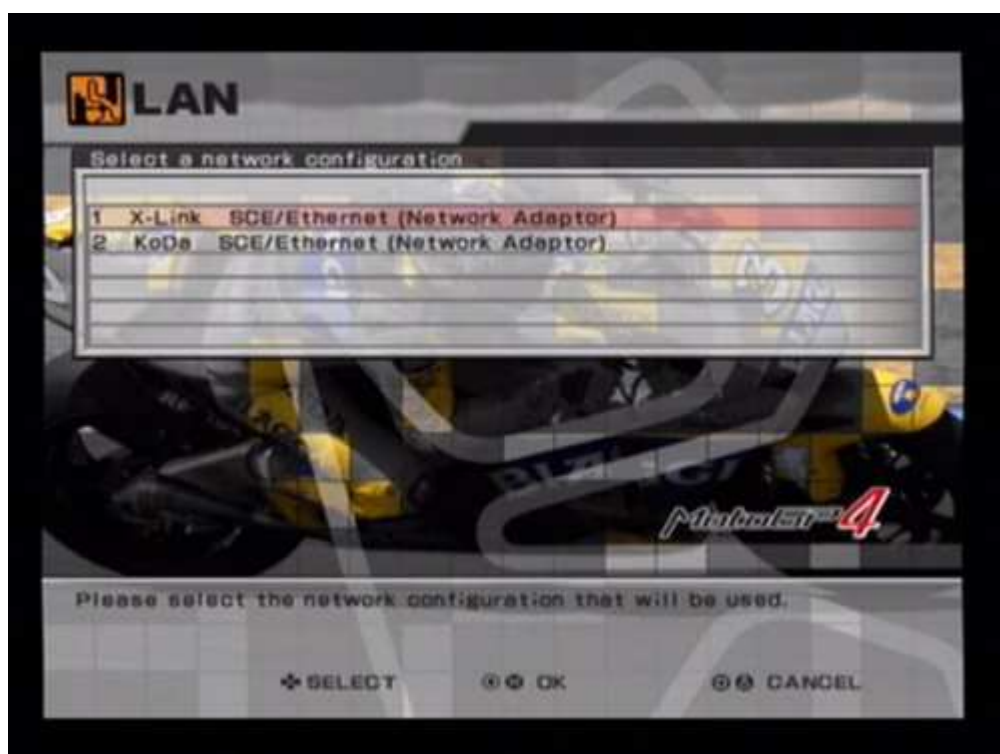 LAN
Select a network configuration
1 X-Link SCE/Ethernet (Network Adaptor)
2 KoDa SCE/Ethernet (Network Adaptor)
MotoGP 4
Please select the network configuration that will be used.
SELECT OK CANCEL